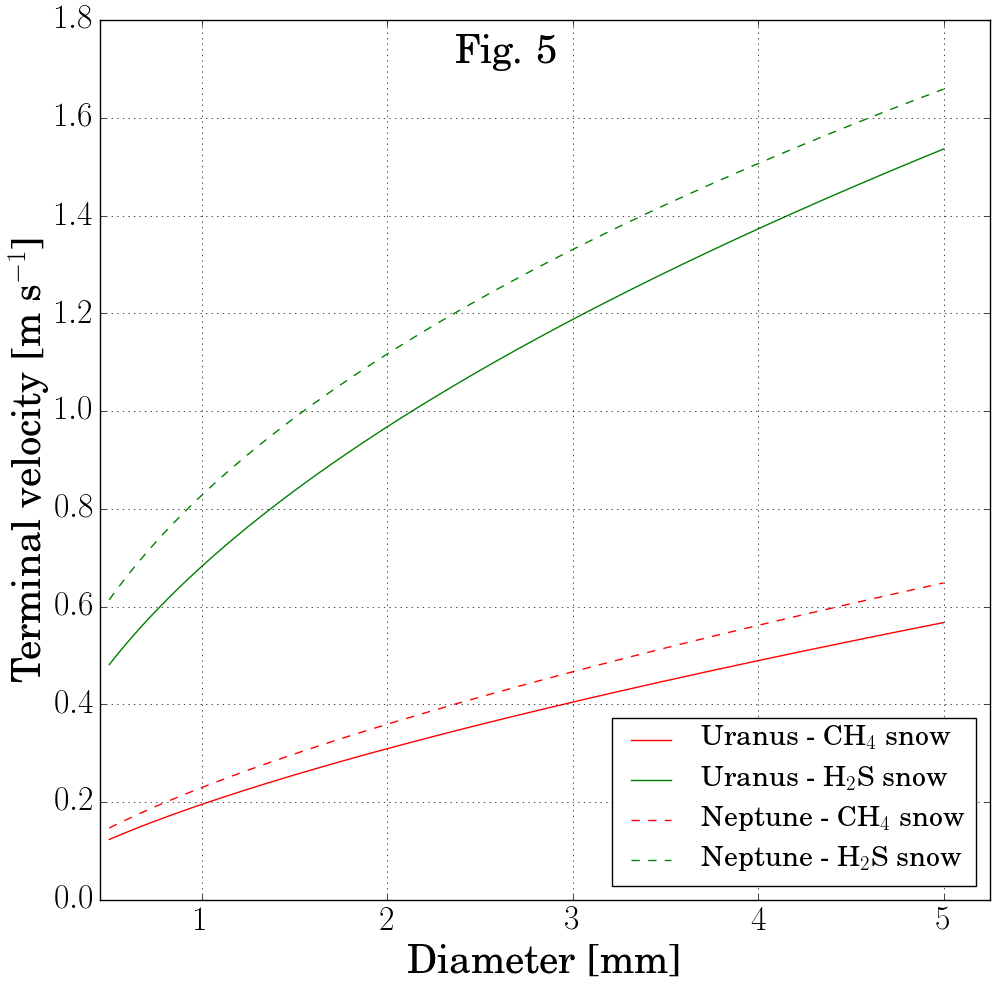 Fig. 5
1.8
1.6
1.4
1.2
1.0
0.8
0.6
0.4
0.2
0.0
Terminal velocity [m s⁻¹]
Uranus - CH₄ snow
Uranus - H₂S snow
Neptune - CH₄ snow
Neptune - H₂S snow
1 2 3 4 5
Diameter [mm]